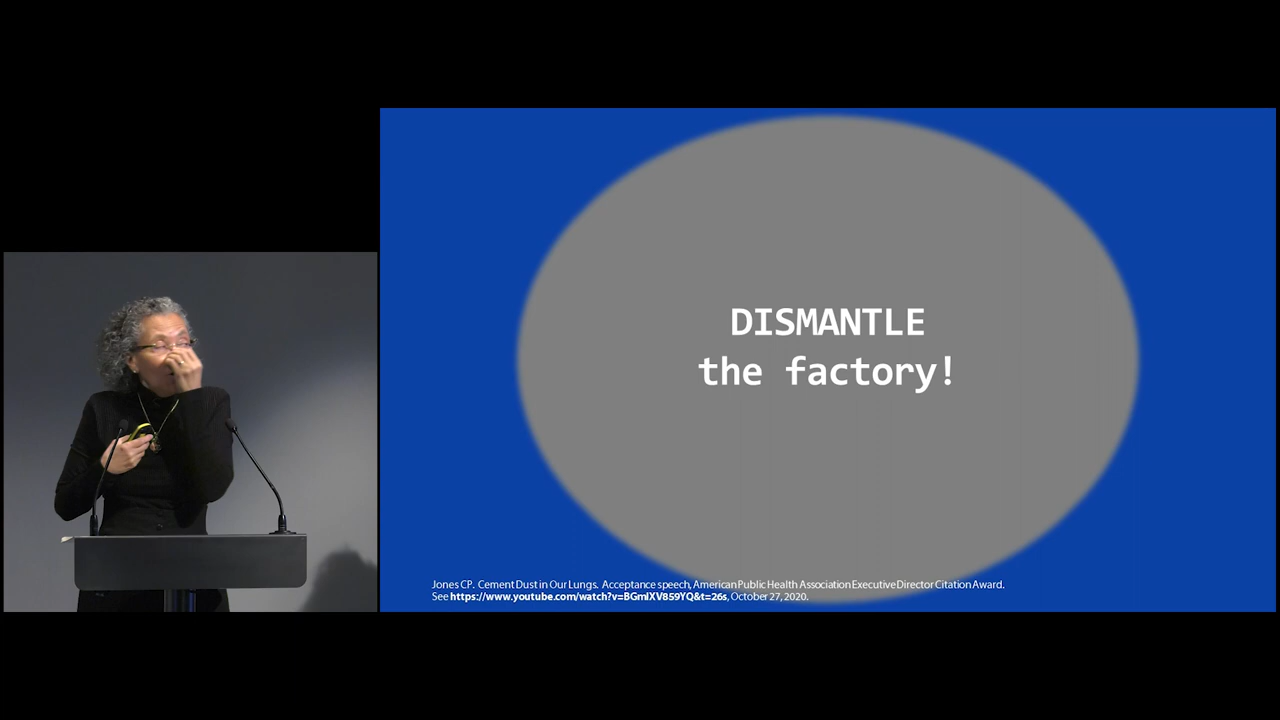 DISMANTLE
the factory!
Jones CP. Cement Dust in Our Lungs. Acceptance speech, American Public Health Association Executive Director Citation Award.
See https://www.youtube.com/watch?v=BGmIXV859YQ&t=26s, October 27, 2020.